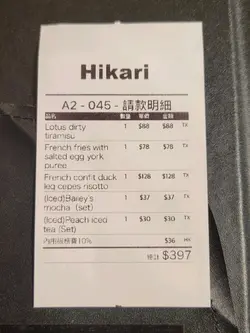 Hikari
A2 - 045 - 請款明細
品名 數量 單價 金額
Lotus dirty 1 $88 $88 TX
tiramisu
French fries with 1 $78 $78 TX
salted egg york
puree
French confit duck 1 $128 $128 TX
leg cepes risotto
(Iced)Bailey's 1 $37 $37 TX
mocha (set)
(Iced)Peach iced 1 $30 $30 TX
tea (Set)
內用服務費10% $36
總計 $397